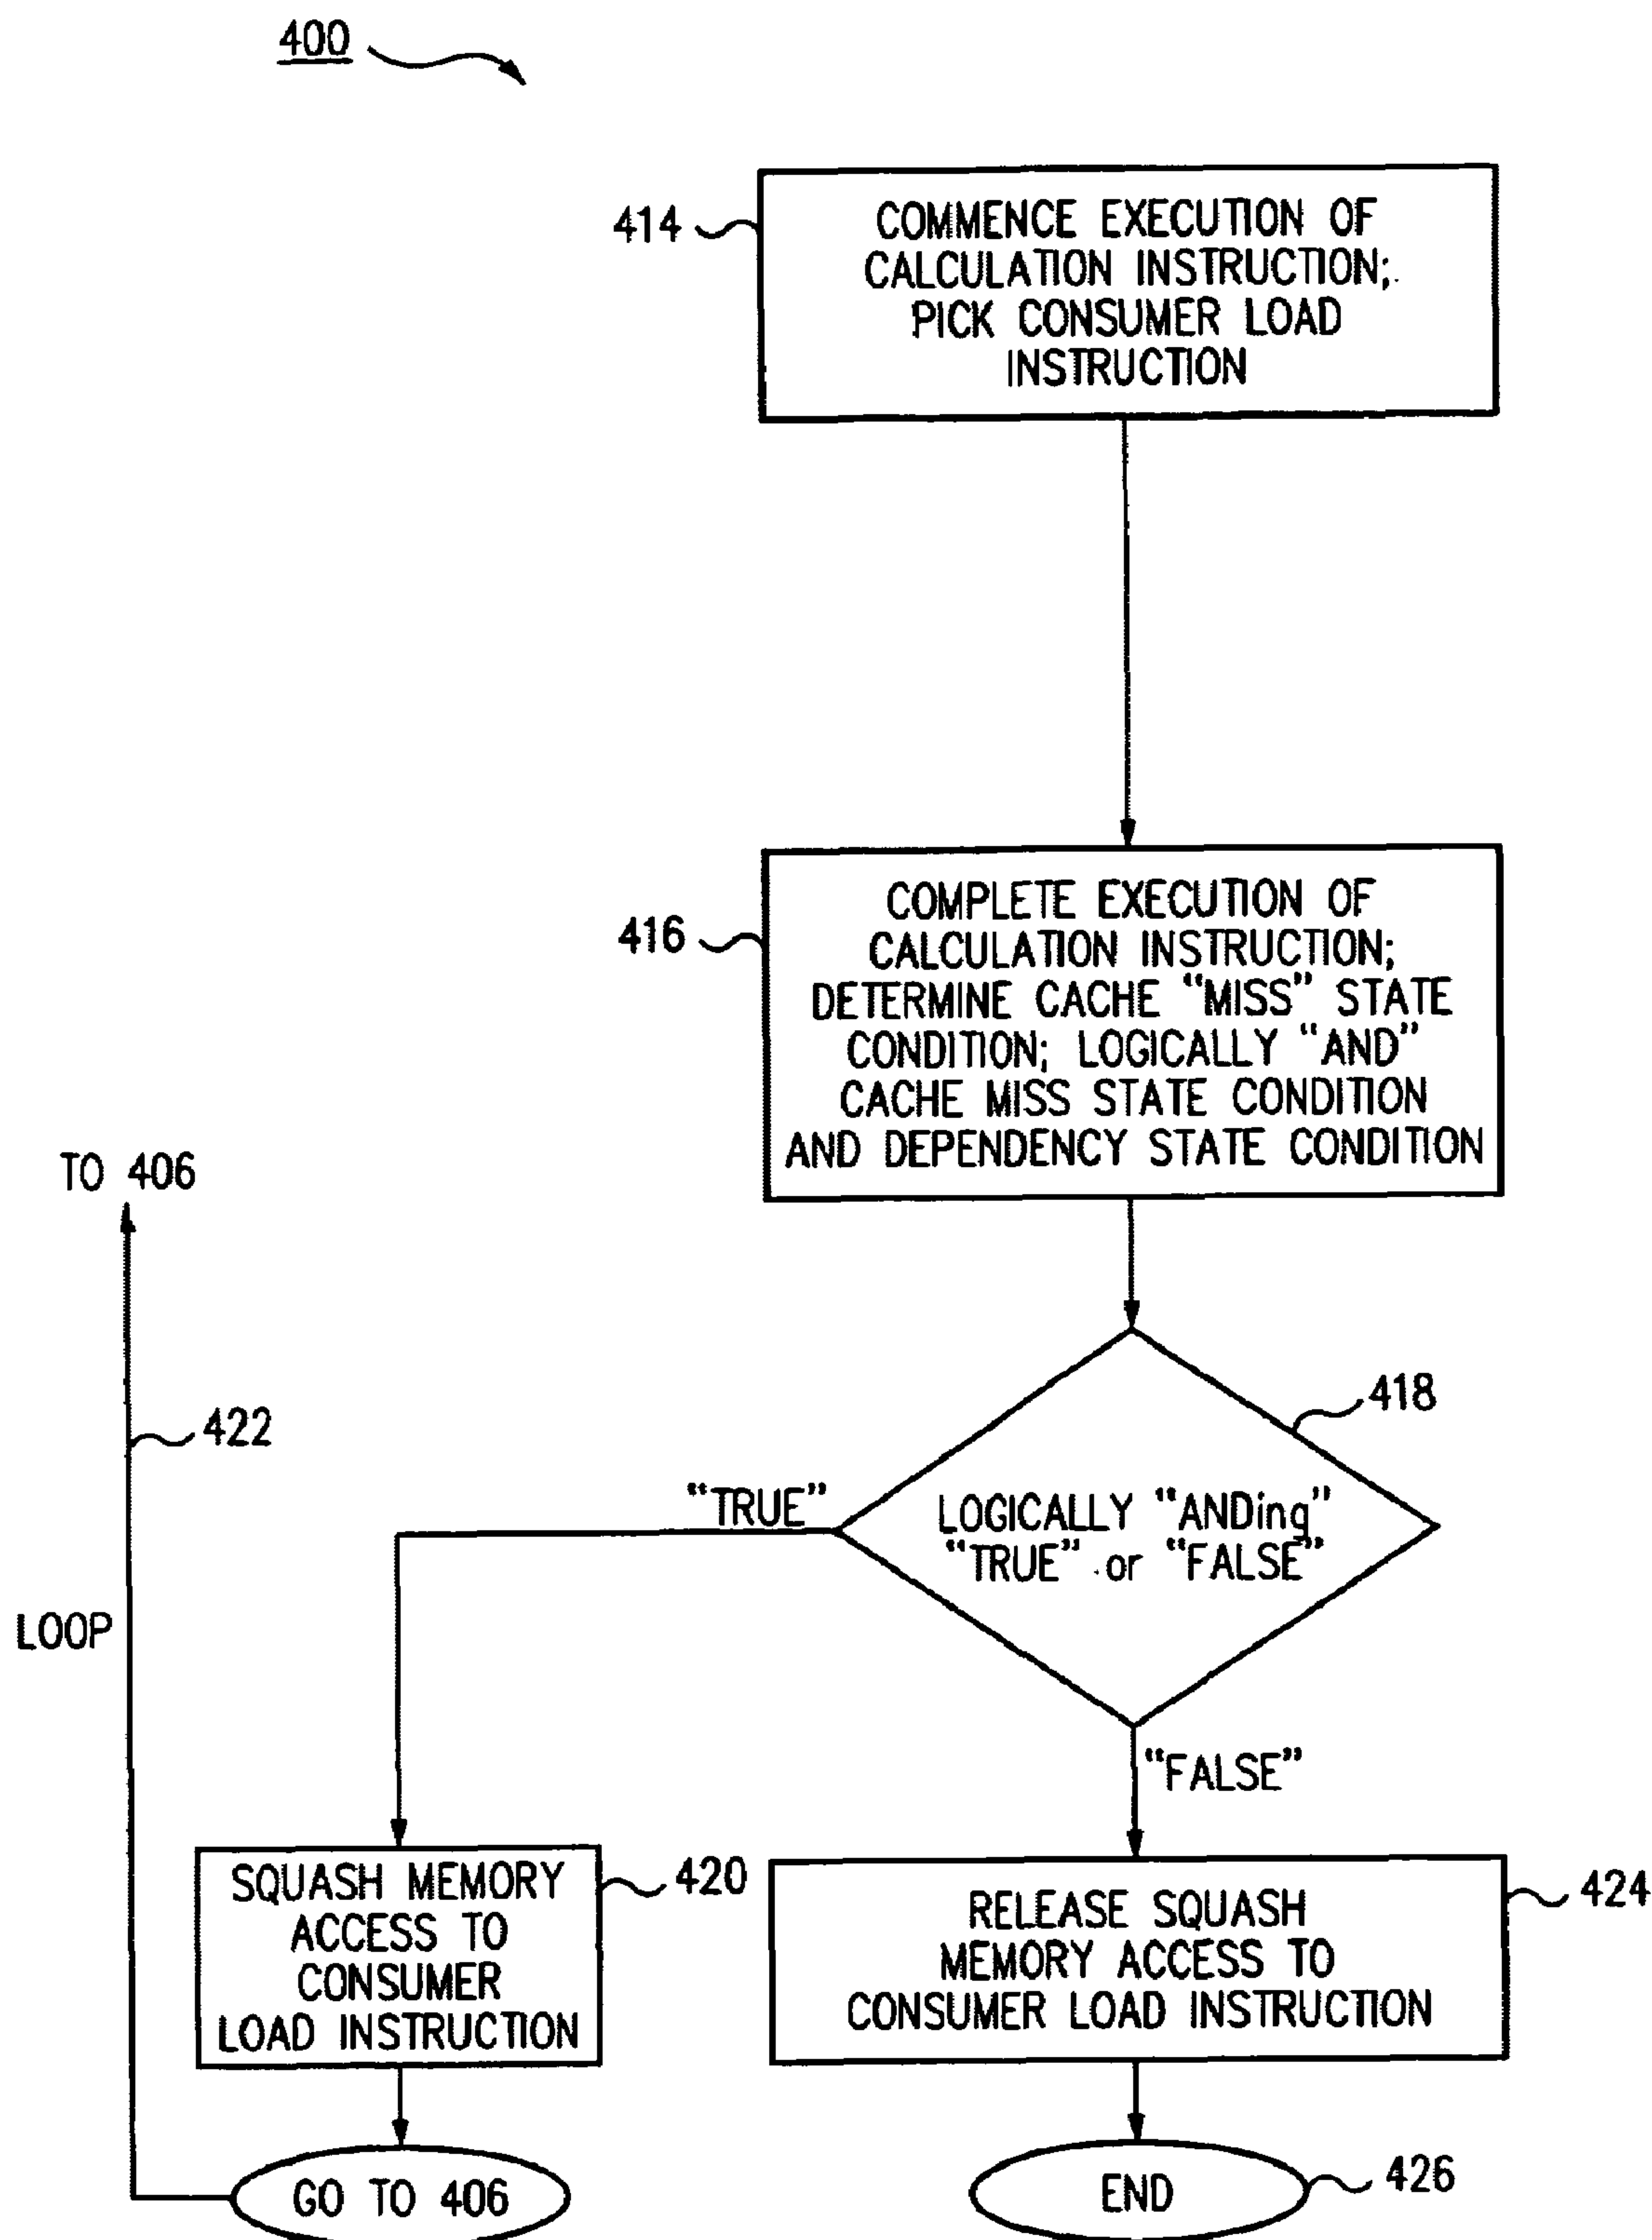 400
414
COMMENCE EXECUTION OF
CALCULATION INSTRUCTION;
PICK CONSUMER LOAD
INSTRUCTION
416
COMPLETE EXECUTION OF
CALCULATION INSTRUCTION;
DETERMINE CACHE “MISS” STATE
CONDITION; LOGICALLY “AND”
CACHE MISS STATE CONDITION
AND DEPENDENCY STATE CONDITION
TO 406
422
LOOP
418
LOGICALLY “ANDing”
“TRUE” or “FALSE”
“TRUE”
“FALSE”
SQUASH MEMORY
ACCESS TO
CONSUMER
LOAD INSTRUCTION
420
RELEASE SQUASH
MEMORY ACCESS TO
CONSUMER LOAD INSTRUCTION
424
GO TO 406
END
426